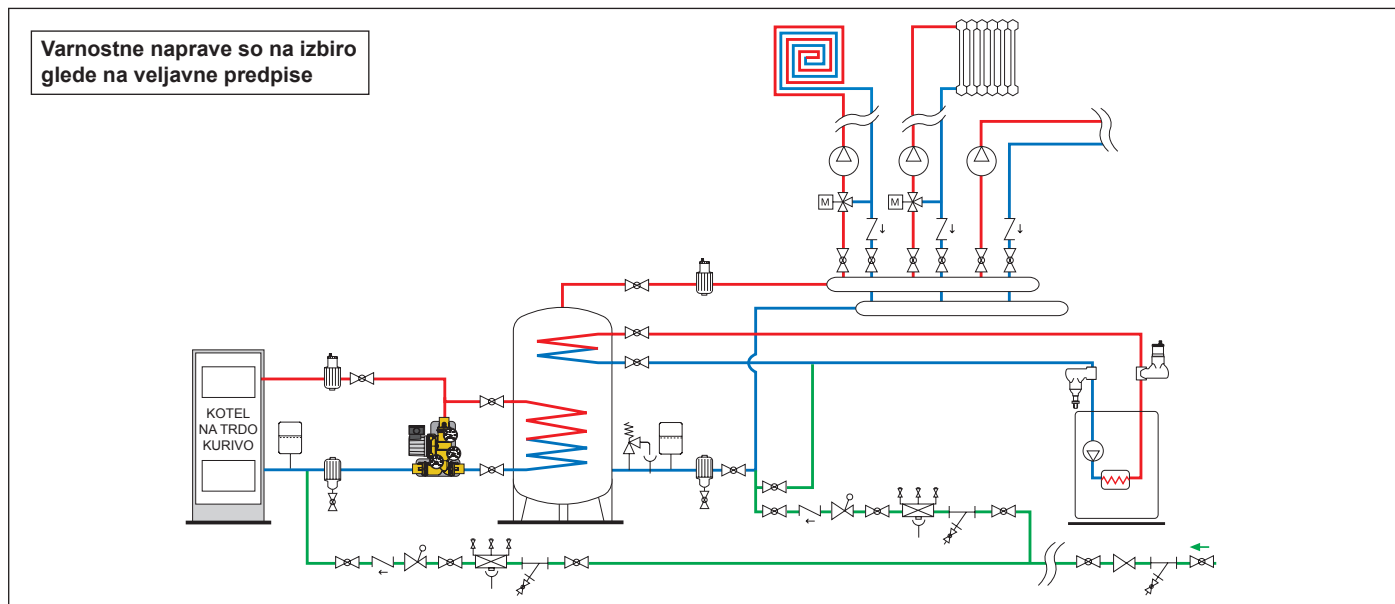 Varnostne naprave so na izbiro
glede na veljavne predpise
M
M
KOTEL
NA TRDO
KURIVO